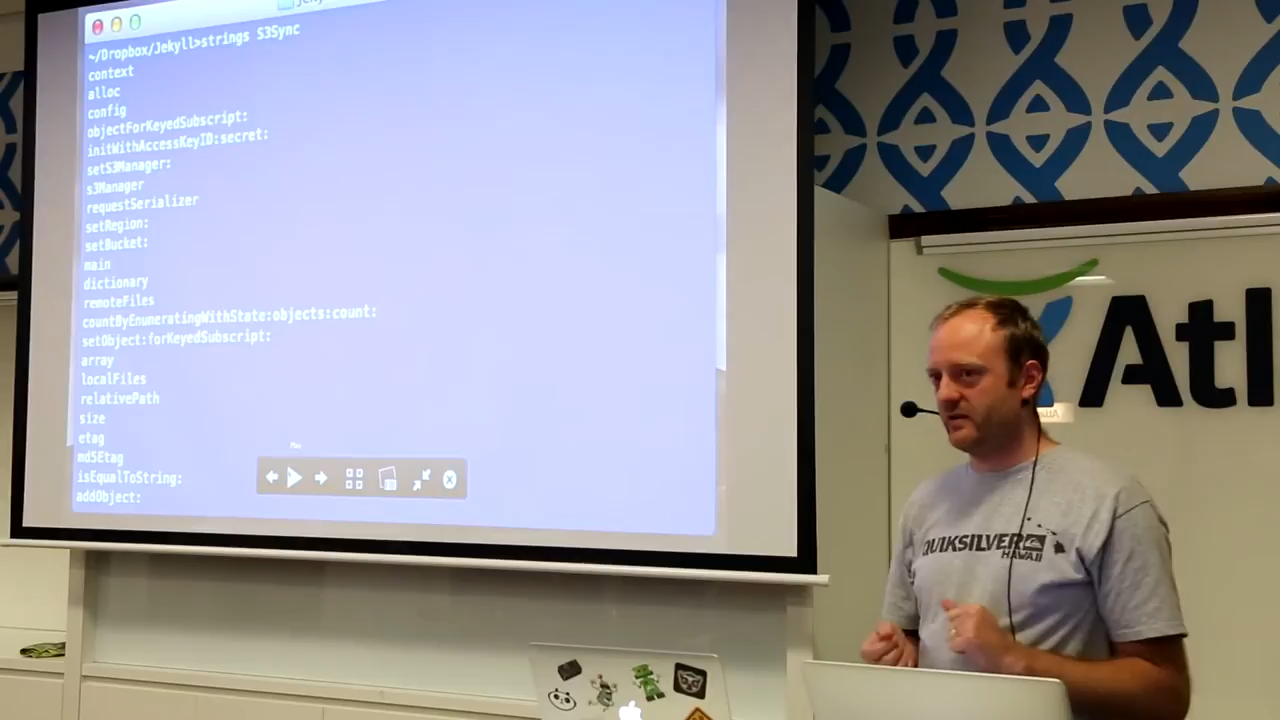 ~/Dropbox/Jekyll>strings S3Sync
context
alloc
config
objectForKeyedSubscript:
initWithAccessKeyID:secret:
setS3Manager:
s3Manager
requestSerializer
setRegion:
setBucket:
main
dictionary
remoteFiles
countByEnumeratingWithState:objects:count:
setObject:forKeyedSubscript:
array
localFiles
relativePath
size
etag
md5Etag
isEqualToString:
addObject:
Play
Atl
QUIKSILVER
HAWAII